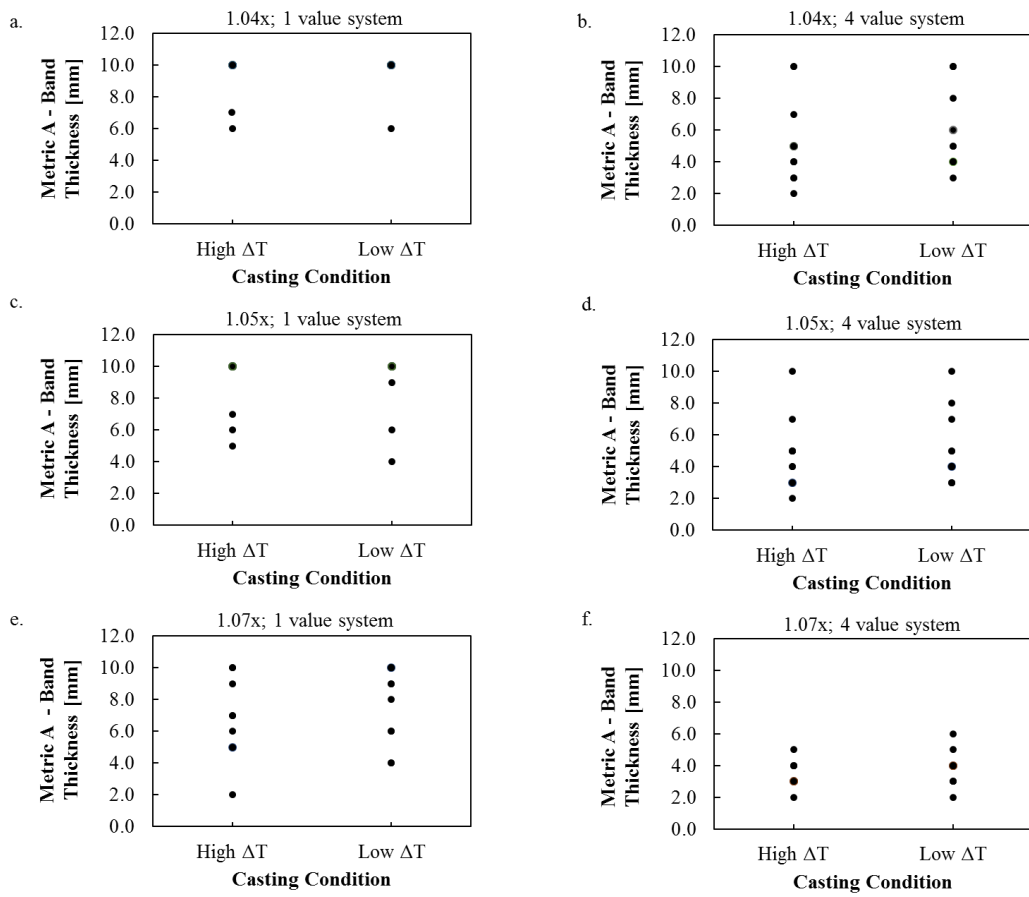 a.
1.04x; 1 value system
12.0
10.0
8.0
6.0
4.0
2.0
0.0
Metric A - Band
Thickness [mm]
High ΔT
Low ΔT
Casting Condition
b.
1.04x; 4 value system
12.0
10.0
8.0
6.0
4.0
2.0
0.0
Metric A - Band
Thickness [mm]
High ΔT
Low ΔT
Casting Condition
c.
1.05x; 1 value system
12.0
10.0
8.0
6.0
4.0
2.0
0.0
Metric A - Band
Thickness [mm]
High ΔT
Low ΔT
Casting Condition
d.
1.05x; 4 value system
12.0
10.0
8.0
6.0
4.0
2.0
0.0
Metric A - Band
Thickness [mm]
High ΔT
Low ΔT
Casting Condition
e.
1.07x; 1 value system
12.0
10.0
8.0
6.0
4.0
2.0
0.0
Metric A - Band
Thickness [mm]
High ΔT
Low ΔT
Casting Condition
f.
1.07x; 4 value system
12.0
10.0
8.0
6.0
4.0
2.0
0.0
Metric A - Band
Thickness [mm]
High ΔT
Low ΔT
Casting Condition